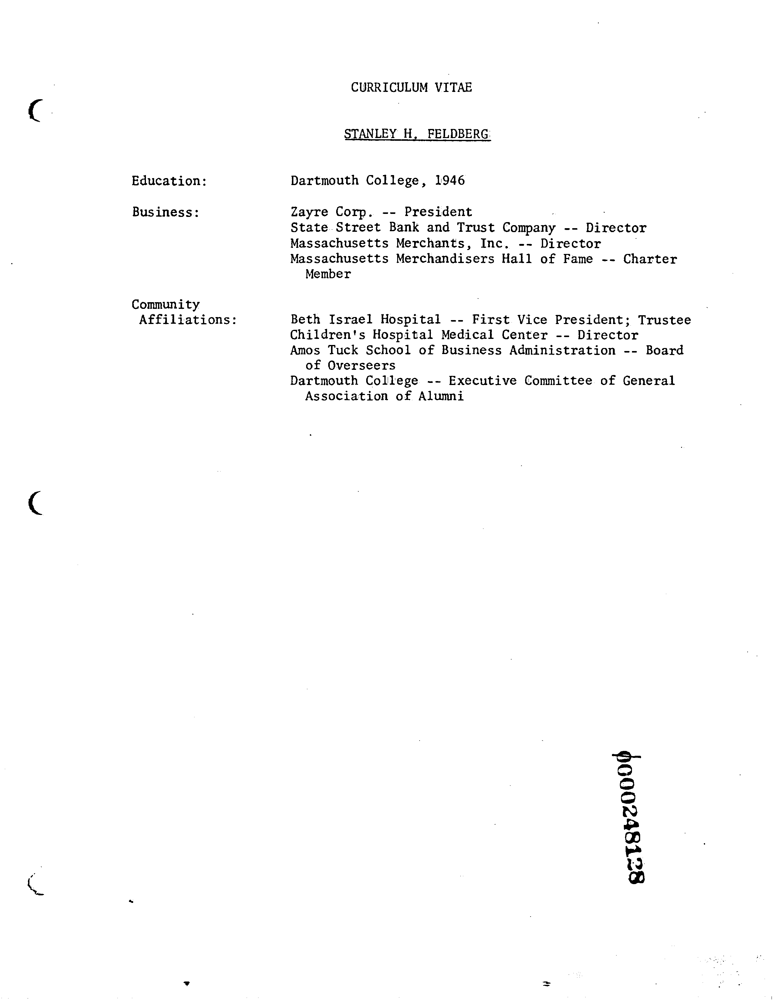 CURRICULUM VITAE
STANLEY H. FELDBERG
Education: Dartmouth College, 1946
Business: Zayre Corp. -- President
State Street Bank and Trust Company -- Director
Massachusetts Merchants, Inc. -- Director
Massachusetts Merchandisers Hall of Fame -- Charter
Member
Community
Affiliations: Beth Israel Hospital -- First Vice President; Trustee
Children's Hospital Medical Center -- Director
Amos Tuck School of Business Administration -- Board
of Overseers
Dartmouth College -- Executive Committee of General
Association of Alumni
0000248128